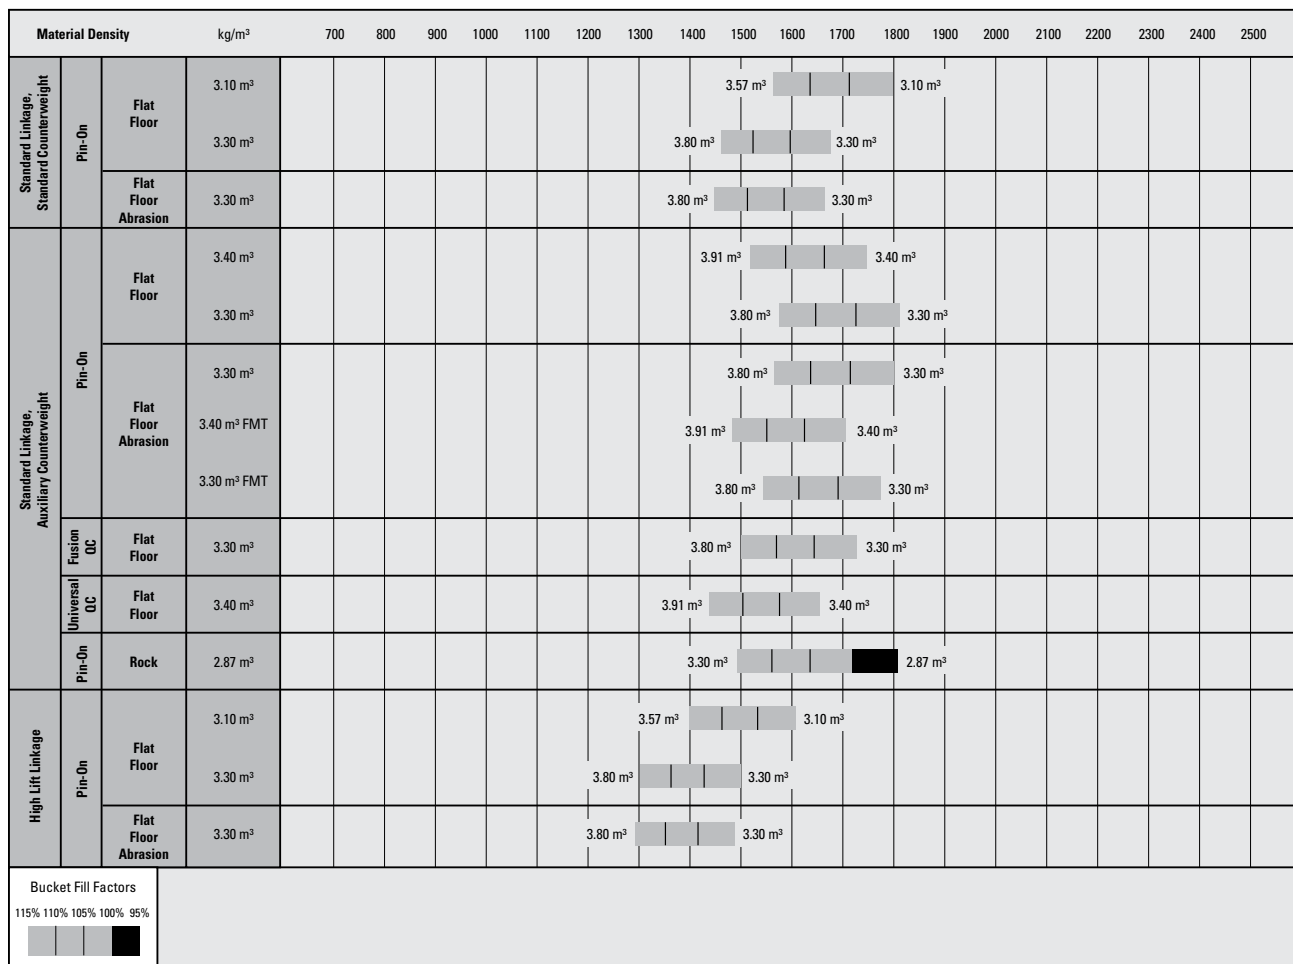 Material Density kg/m³ 700 800 900 1000 1100 1200 1300 1400 1500 1600 1700 1800 1900 2000 2100 2200 2300 2400 2500
Standard Linkage,
Standard Counterweight
Pin-On
Flat
Floor
3.10 m³ 3.57 m³ 3.10 m³
3.30 m³ 3.80 m³ 3.30 m³
Flat
Floor
Abrasion
3.30 m³ 3.80 m³ 3.30 m³
Standard Linkage,
Auxiliary Counterweight
Pin-On
Flat
Floor
3.40 m³ 3.91 m³ 3.40 m³
3.30 m³ 3.80 m³ 3.30 m³
Flat
Floor
Abrasion
3.30 m³ 3.80 m³ 3.30 m³
3.40 m³ FMT 3.91 m³ 3.40 m³
3.30 m³ FMT 3.80 m³ 3.30 m³
Fusion
QC
Flat
Floor
3.30 m³ 3.80 m³ 3.30 m³
Universal
QC
Flat
Floor
3.40 m³ 3.91 m³ 3.40 m³
Pin-On
Rock
2.87 m³ 3.30 m³ 2.87 m³
High Lift Linkage
Pin-On
Flat
Floor
3.10 m³ 3.57 m³ 3.10 m³
3.30 m³ 3.80 m³ 3.30 m³
Flat
Floor
Abrasion
3.30 m³ 3.80 m³ 3.30 m³
Bucket Fill Factors
115% 110% 105% 100% 95%